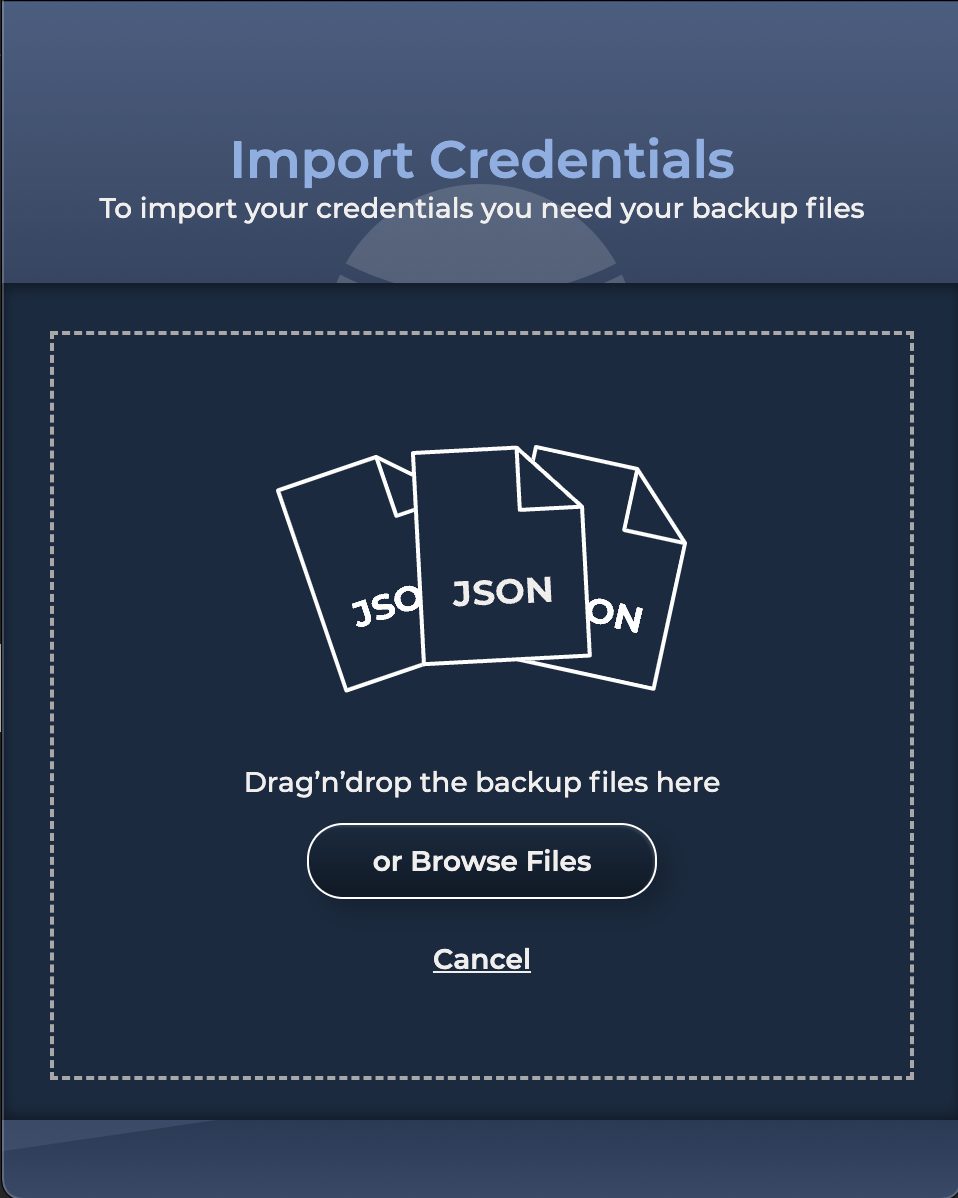 Import Credentials
To import your credentials you need your backup files
JSO
JSON
ON
Drag’n’drop the backup files here
or Browse Files
Cancel